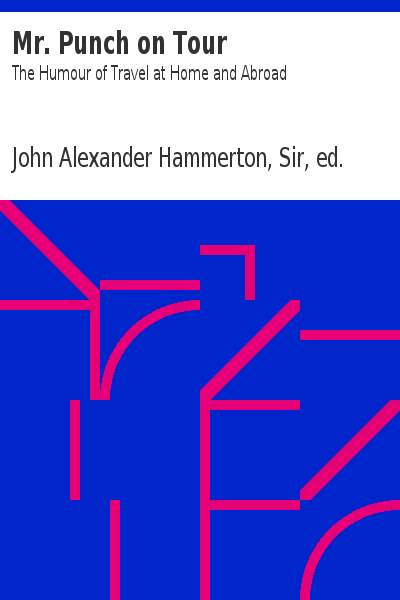 Mr. Punch on Tour
The Humour of Travel at Home and Abroad
John Alexander Hammerton, Sir, ed.